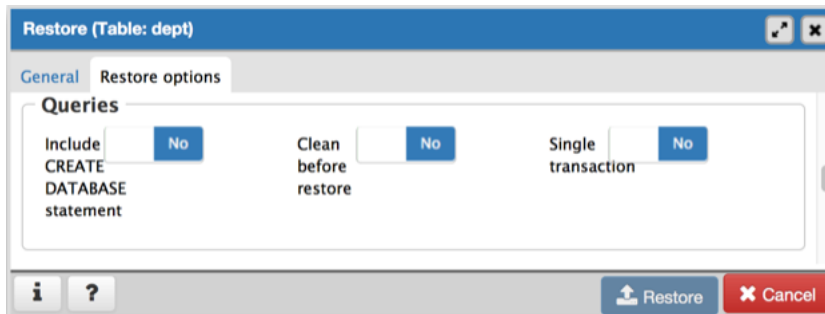 Restore (Table: dept)
General Restore options
Queries
Include No Clean No Single No
CREATE before transaction
DATABASE restore
statement
i ? Restore Cancel